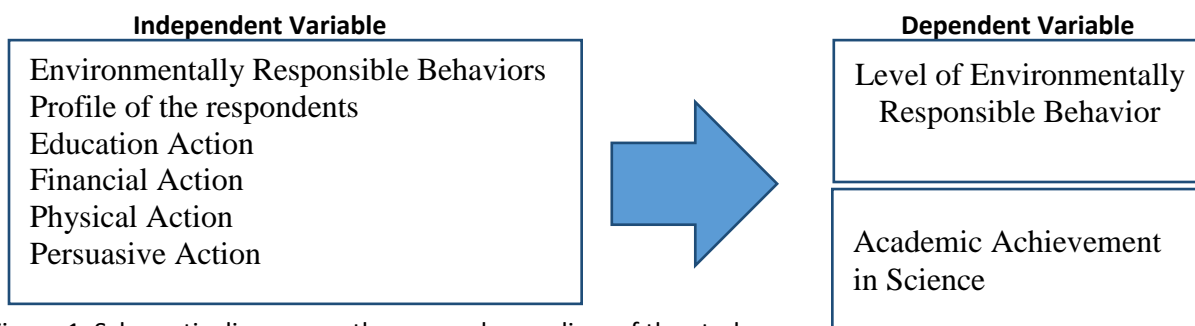 Independent Variable
Environmentally Responsible Behaviors
Profile of the respondents
Education Action
Financial Action
Physical Action
Persuasive Action
Dependent Variable
Level of Environmentally
Responsible Behavior
Academic Achievement
in Science